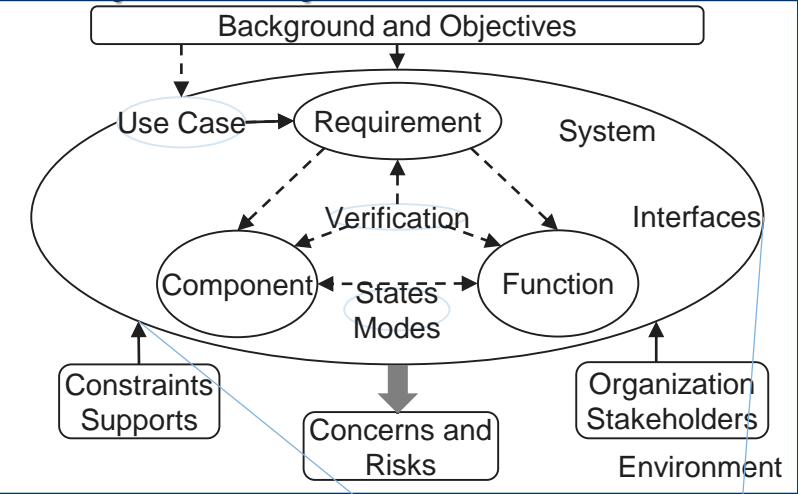 Background and Objectives
Use Case
Requirement
System
Verification
Interfaces
Component
States
Modes
Function
Constraints
Supports
Concerns and
Risks
Organization
Stakeholders
Environment